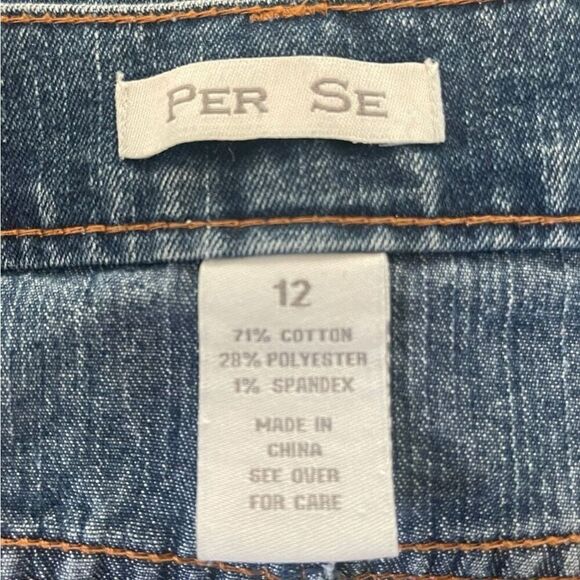 PER SE
12
71% COTTON
28% POLYESTER
1% SPANDEX
MADE IN
CHINA
SEE OVER
FOR CARE